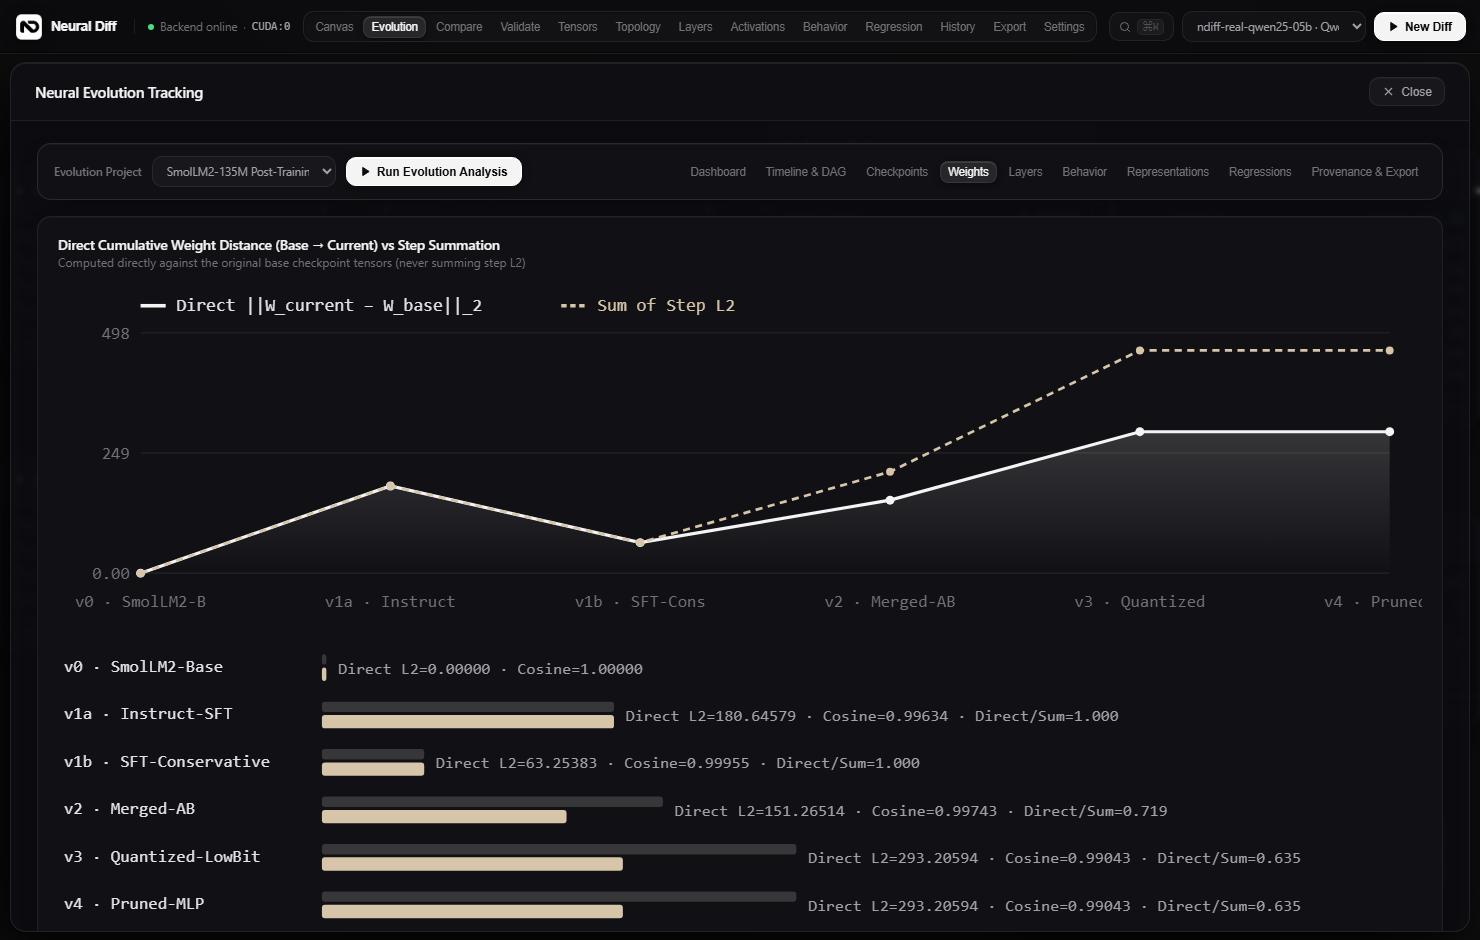 Neural Diff
Backend online · CUDA:0
Canvas Evolution Compare Validate Tensors Topology Layers Activations Behavior Regression History Export Settings
⌘K
ndiff-real-qwen25-05b · Qw
New Diff
Neural Evolution Tracking
× Close
Evolution Project
SmolLM2-135M Post-Trainin
Run Evolution Analysis
Dashboard Timeline & DAG Checkpoints Weights Layers Behavior Representations Regressions Provenance & Export
Direct Cumulative Weight Distance (Base → Current) vs Step Summation
Computed directly against the original base checkpoint tensors (never summing step L2)
Direct ||W_current − W_base||_2
Sum of Step L2
498
249
0.00
v0 · SmolLM2-B v1a · Instruct v1b · SFT-Cons v2 · Merged-AB v3 · Quantized v4 · Pruned
v0 · SmolLM2-Base Direct L2=0.00000 · Cosine=1.00000
v1a · Instruct-SFT Direct L2=180.64579 · Cosine=0.99634 · Direct/Sum=1.000
v1b · SFT-Conservative Direct L2=63.25383 · Cosine=0.99955 · Direct/Sum=1.000
v2 · Merged-AB Direct L2=151.26514 · Cosine=0.99743 · Direct/Sum=0.719
v3 · Quantized-LowBit Direct L2=293.20594 · Cosine=0.99043 · Direct/Sum=0.635
v4 · Pruned-MLP Direct L2=293.20594 · Cosine=0.99043 · Direct/Sum=0.635